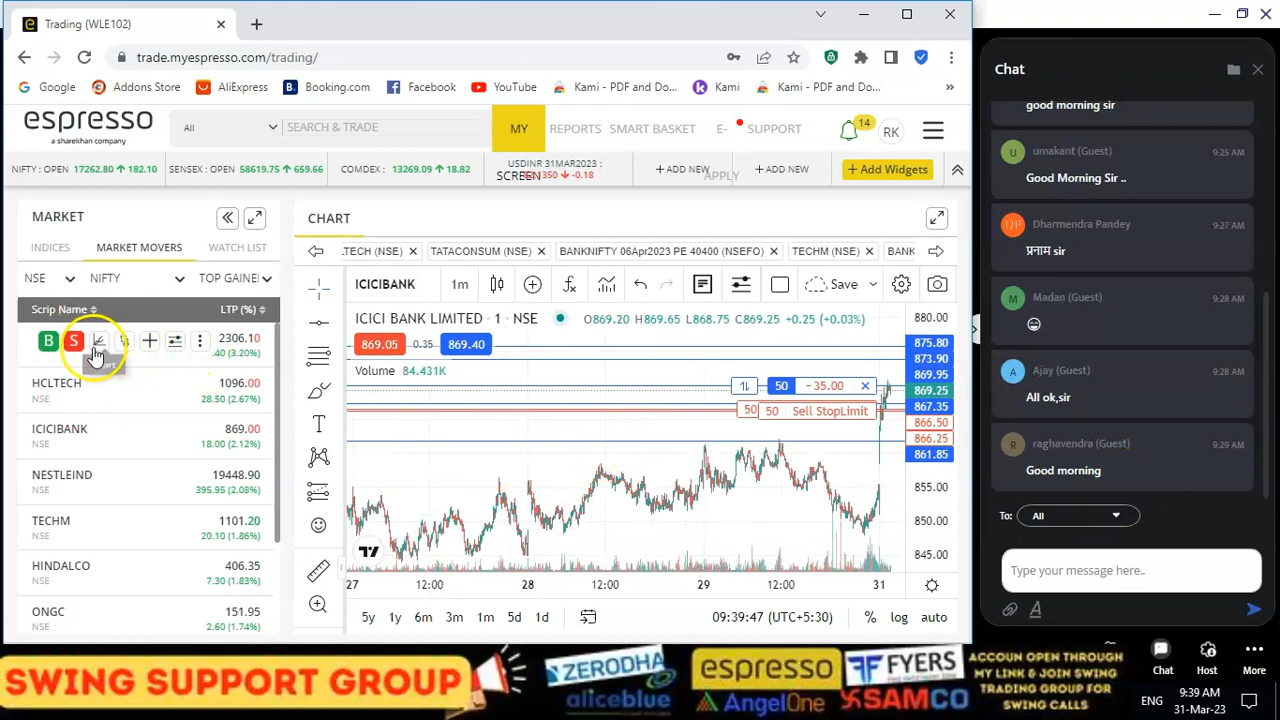 Trading (WLE102)
trade.myespresso.com/trading/
Google
Addons Store
AliExpress
Booking.com
Facebook
YouTube
Kami - PDF and Do...
Kami
Kami - PDF and Do...
espresso
a sharekhan company
All
SEARCH & TRADE
MY
SCREEN
REPORTS
SMART BASKET
E-
APPLY
SUPPORT
14
RK
NIFTY : OPEN 17262.80 182.10
SENSEX : OPEN 58619.75 659.66
COMDEX : 13269.09 18.82
USDINR 31MAR2023 :
-0.18
ADD NEW
ADD NEW
Add Widgets
MARKET
INDICES
MARKET MOVERS
WATCH LIST
NSE
NIFTY
TOP GAINE
Scrip Name
LTP (%)
B
S
2306.10
.40 (3.20%)
HCLTECH
1096.00
NSE
28.50 (2.67%)
ICICIBANK
869.00
NSE
18.00 (2.12%)
NESTLEIND
19448.90
NSE
395.95 (2.08%)
TECHM
1101.20
NSE
20.10 (1.86%)
HINDALCO
406.35
NSE
7.30 (1.83%)
ONGC
151.95
NSE
2.60 (1.74%)
CHART
LTECH (NSE)
TATACONSUM (NSE)
BANKNIFTY 06Apr2023 PE 40400 (NSEFO)
TECHM (NSE)
BANK
ICICIBANK
1m
Save
ICICI BANK LIMITED · 1 · NSE
O869.20 H869.65 L868.75 C869.25 +0.25 (+0.03%)
869.05
0.35
869.40
Volume 84.431K
50
-35.00
50
50
Sell StopLimit
880.00
875.80
873.90
869.95
869.25
867.35
866.50
866.25
861.85
855.00
850.00
845.00
27
12:00
28
12:00
29
12:00
31
5y
1y
6m
3m
1m
5d
1d
09:39:47 (UTC+5:30)
%
log
auto
Chat
good morning sir
U
umakant (Guest)
9:25 AM
Good Morning Sir ..
Dharmendra Pandey
9:27 AM
प्रनाम sir
M
Madan (Guest)
9:28 AM
A
Ajay (Guest)
9:28 AM
All ok,sir
R
raghavendra (Guest)
9:29 AM
Good morning
To:
All
Type your message here..
Chat
Host
More
SWING SUPPORT GROUP
ZERODHA
aliceblue
espresso
AngelOne
FYERS
SAMCO
ACCOUN OPEN THROUGH
MY LINK & JOIN SWING
TRADING GROUP FOR
SWING CALLS
ENG
9:39 AM
31-Mar-23